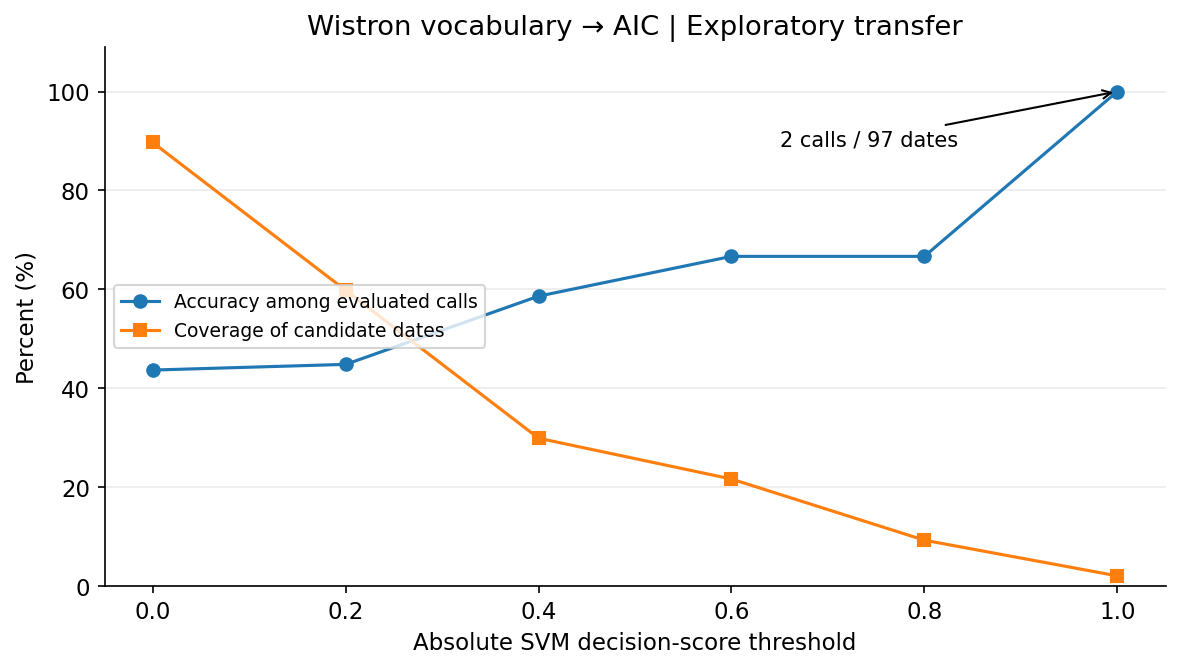 Wistron vocabulary → AIC | Exploratory transfer
100
80
60
40
20
0
Percent (%)
2 calls / 97 dates
Accuracy among evaluated calls
Coverage of candidate dates
0.0 0.2 0.4 0.6 0.8 1.0
Absolute SVM decision-score threshold